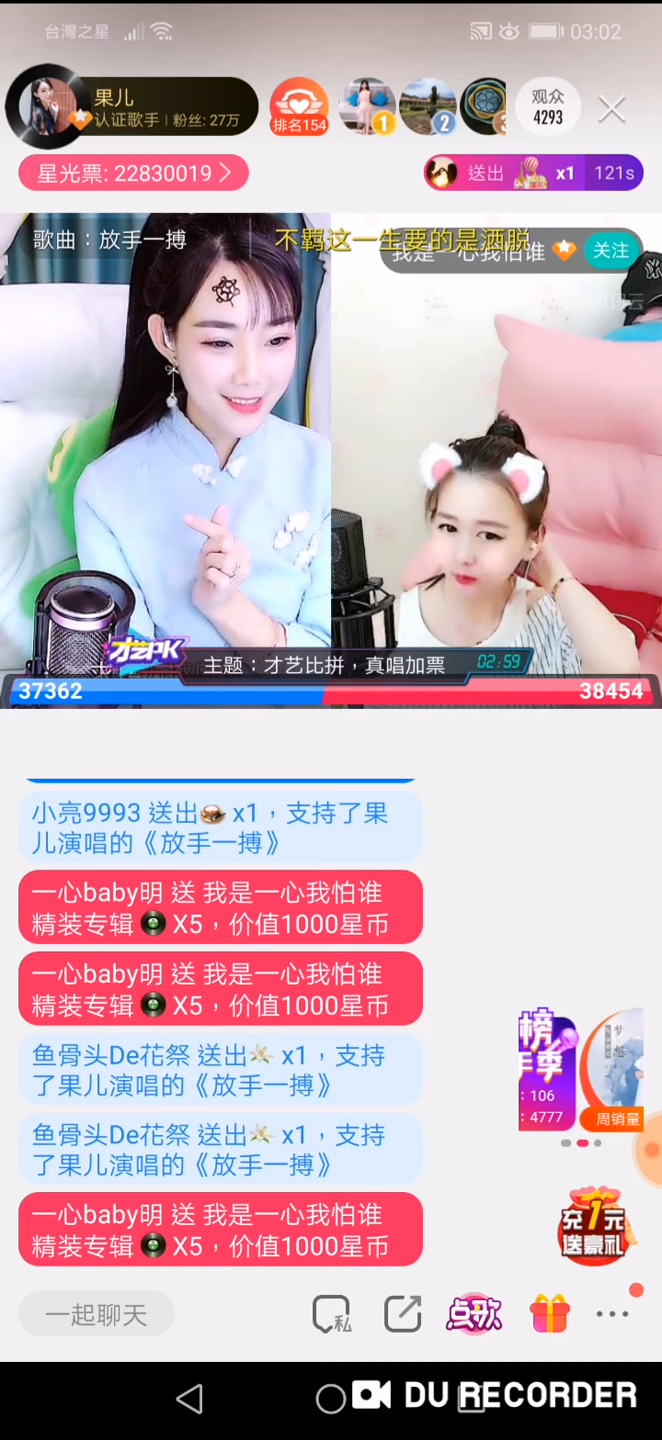 台灣之星
03:02
果儿
认证歌手 | 粉丝: 27万
排名154
1
2
3
观众
4293
星光票: 22830019
送出 x1 121s
歌曲：放手一搏
不羁这一生要的是洒脱
我是一心我怕谁
关注
才艺PK
主题：才艺比拼，真唱加票
02:59
37362
38454
小亮9993 送出 x1，支持了果
儿演唱的《放手一搏》
一心baby明 送 我是一心我怕谁
精装专辑 X5，价值1000星币
一心baby明 送 我是一心我怕谁
精装专辑 X5，价值1000星币
鱼骨头De花祭 送出 x1，支持
了果儿演唱的《放手一搏》
鱼骨头De花祭 送出 x1，支持
了果儿演唱的《放手一搏》
一心baby明 送 我是一心我怕谁
精装专辑 X5，价值1000星币
榜
季
: 106
: 4777
梦·想
周销量
充1元
送豪礼
一起聊天
私
点歌
DU RECORDER